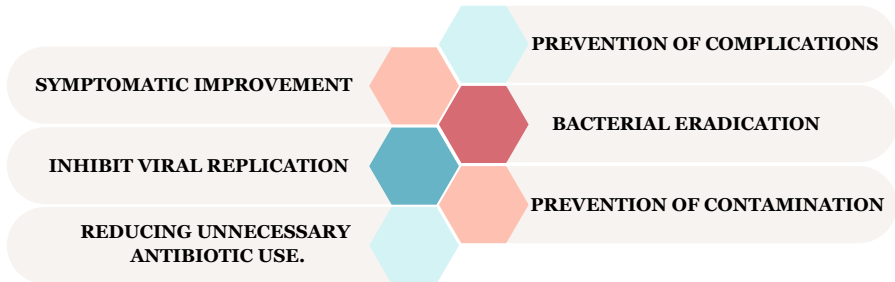 PREVENTION OF COMPLICATIONS
SYMPTOMATIC IMPROVEMENT
BACTERIAL ERADICATION
INHIBIT VIRAL REPLICATION
PREVENTION OF CONTAMINATION
REDUCING UNNECESSARY
ANTIBIOTIC USE.